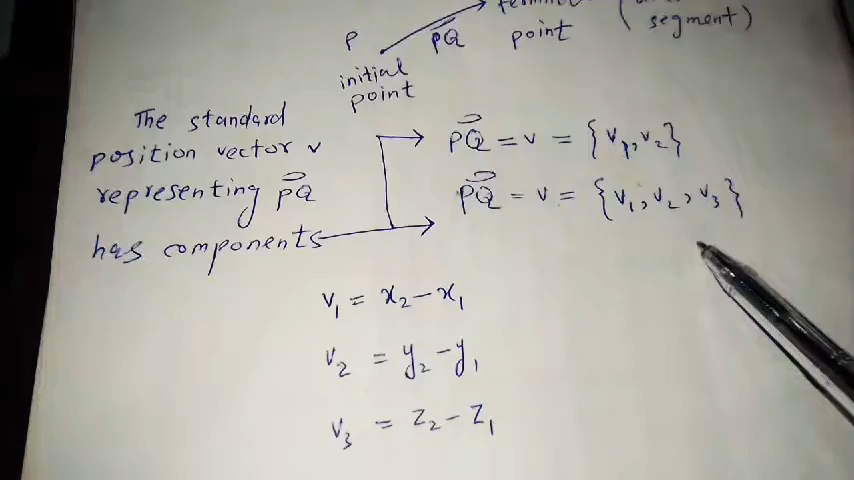 P
PQ
point
segment)
initial
point
The standard
position vector v
representing PQ
has components
PQ = v = {v₁, v₂}
PQ = v = {v₁, v₂, v₃}
v₁ = x₂ - x₁
v₂ = y₂ - y₁
v₃ = z₂ - z₁